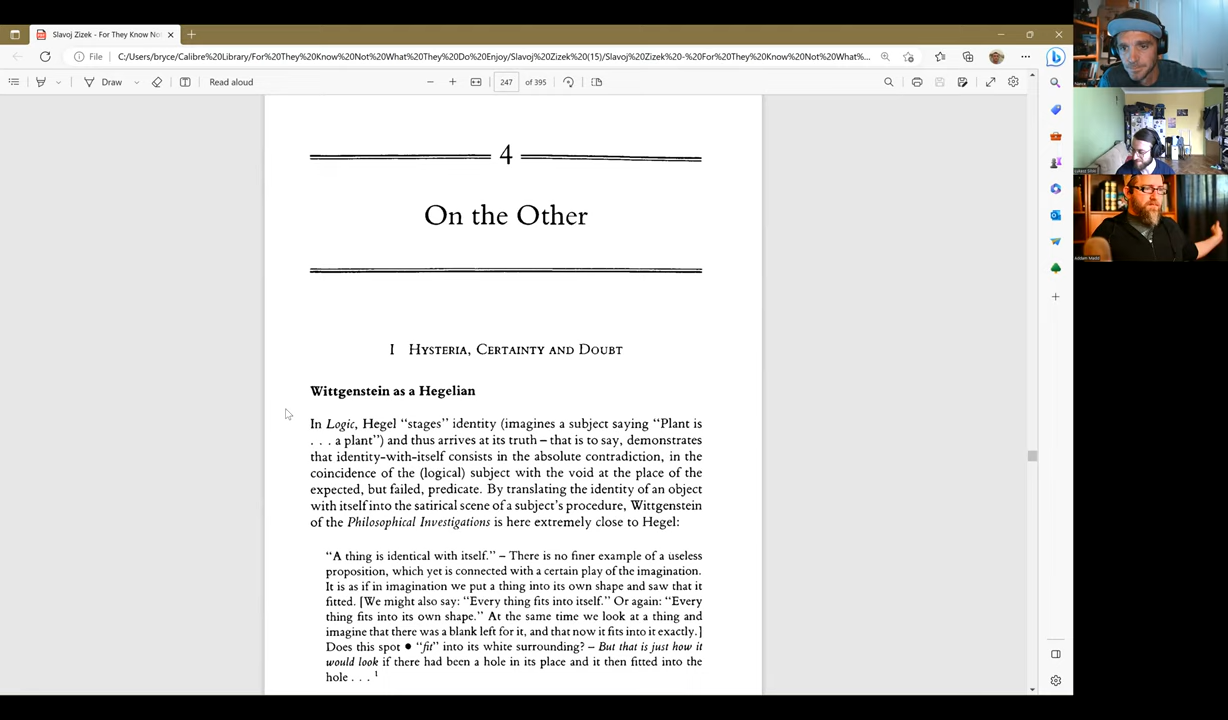 Slavoj Zizek - For They Know No
File
C:/Users/bryce/Calibre%20Library/For%20They%20Know%20Not%20What%20They%20Do%20Enjoy/Slavoj%20Zizek%20(15)/Slavoj%20Zizek%20-%20For%20They%20Know%20Not%20What%...
Draw
Read aloud
247
of 395
4
On the Other
I HYSTERIA, CERTAINTY AND DOUBT
Wittgenstein as a Hegelian
In Logic, Hegel “stages” identity (imagines a subject saying “Plant is
. . . a plant”) and thus arrives at its truth – that is to say, demonstrates
that identity-with-itself consists in the absolute contradiction, in the
coincidence of the (logical) subject with the void at the place of the
expected, but failed, predicate. By translating the identity of an object
with itself into the satirical scene of a subject’s procedure, Wittgenstein
of the Philosophical Investigations is here extremely close to Hegel:
“A thing is identical with itself.” – There is no finer example of a useless
proposition, which yet is connected with a certain play of the imagination.
It is as if in imagination we put a thing into its own shape and saw that it
fitted. [We might also say: “Every thing fits into itself.” Or again: “Every
thing fits into its own shape.” At the same time we look at a thing and
imagine that there was a blank left for it, and that now it fits into it exactly.]
Does this spot ● “fit” into its white surrounding? – But that is just how it
would look if there had been a hole in its place and it then fitted into the
hole . . . 1